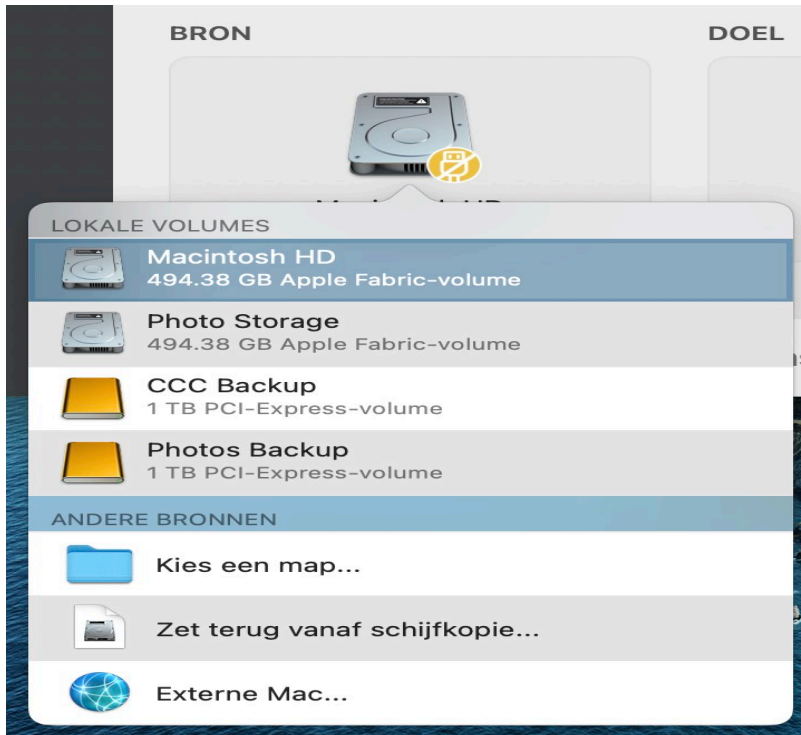 BRON
DOEL
LOKALE VOLUMES
Macintosh HD
494.38 GB Apple Fabric-volume
Photo Storage
494.38 GB Apple Fabric-volume
CCC Backup
1 TB PCI-Express-volume
Photos Backup
1 TB PCI-Express-volume
ANDERE BRONNEN
Kies een map...
Zet terug vanaf schijfkopie...
Externe Mac...